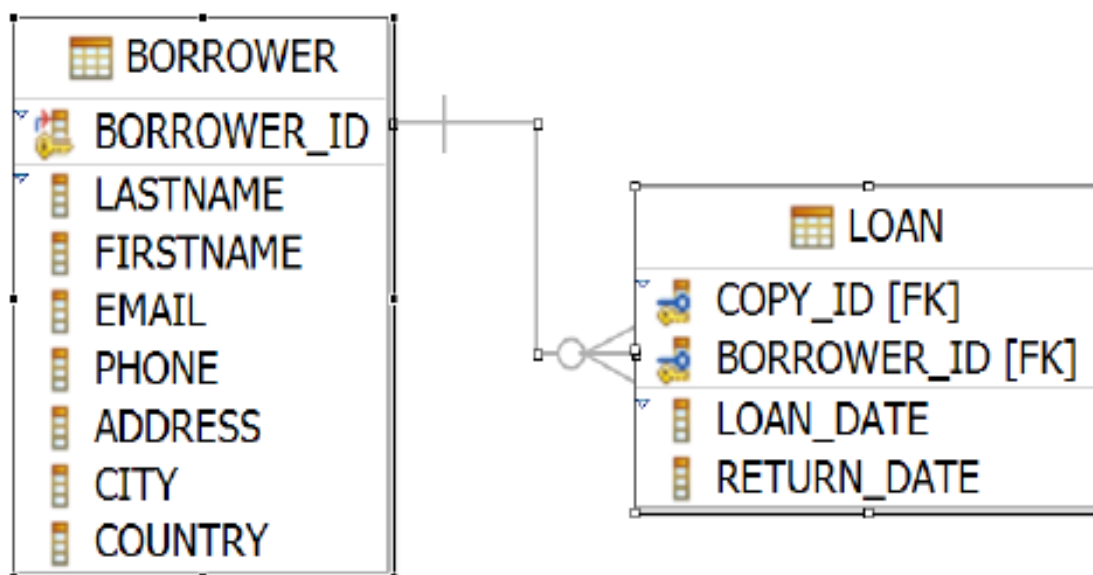 BORROWER
BORROWER_ID
LASTNAME
FIRSTNAME
EMAIL
PHONE
ADDRESS
CITY
COUNTRY
LOAN
COPY_ID [FK]
BORROWER_ID [FK]
LOAN_DATE
RETURN_DATE